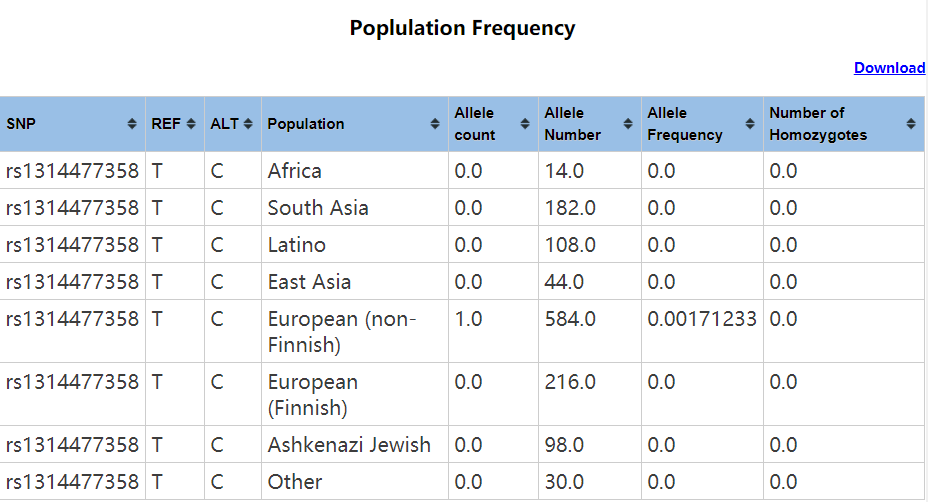 Poplulation Frequency
Download
SNP REF ALT Population Allele count Allele Number Allele Frequency Number of Homozygotes
rs1314477358 T C Africa 0.0 14.0 0.0 0.0
rs1314477358 T C South Asia 0.0 182.0 0.0 0.0
rs1314477358 T C Latino 0.0 108.0 0.0 0.0
rs1314477358 T C East Asia 0.0 44.0 0.0 0.0
rs1314477358 T C European (non-Finnish) 1.0 584.0 0.00171233 0.0
rs1314477358 T C European (Finnish) 0.0 216.0 0.0 0.0
rs1314477358 T C Ashkenazi Jewish 0.0 98.0 0.0 0.0
rs1314477358 T C Other 0.0 30.0 0.0 0.0